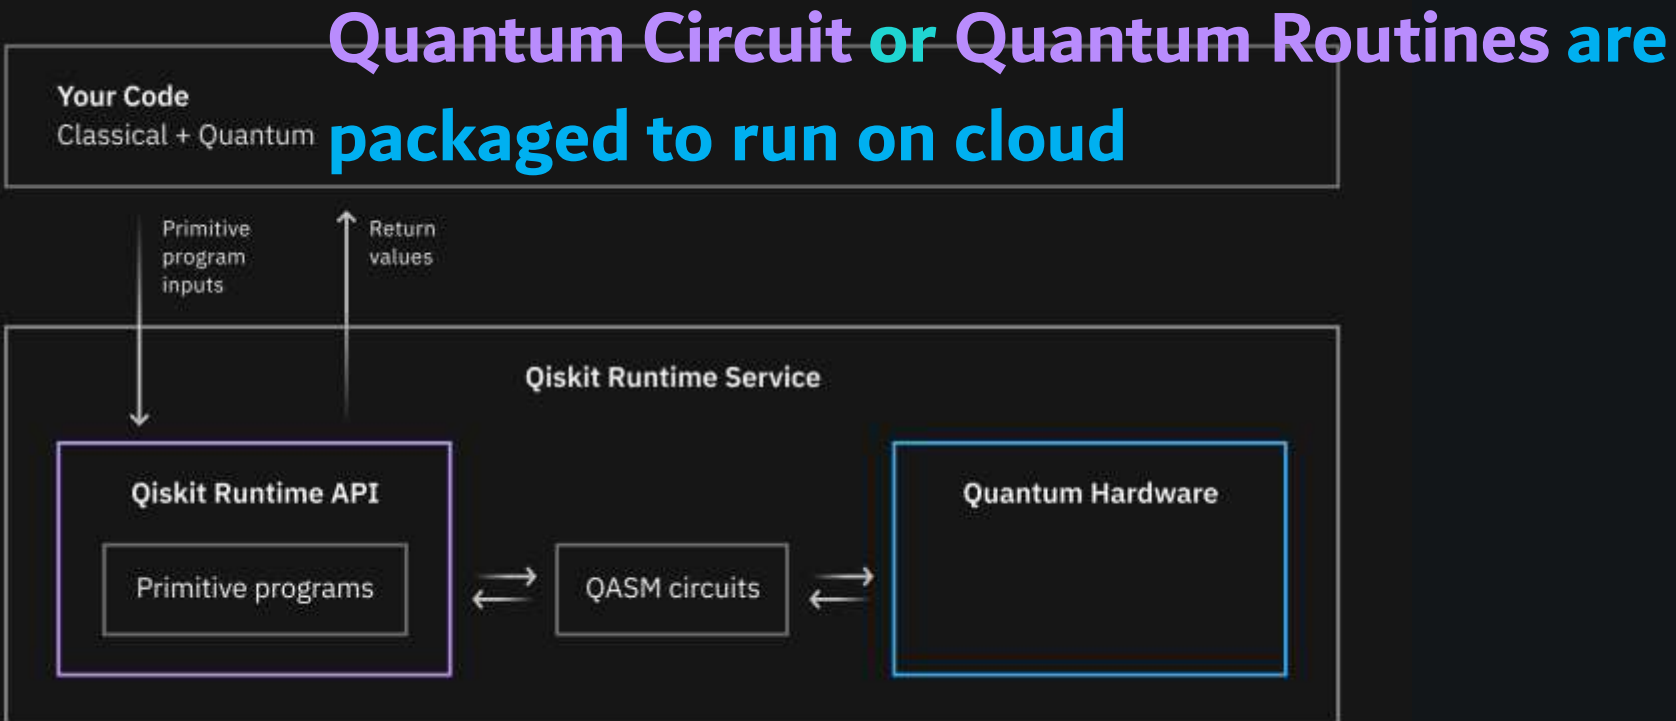 Quantum Circuit or Quantum Routines are
packaged to run on cloud
Your Code
Classical + Quantum
Primitive
program
inputs
Return
values
Qiskit Runtime Service
Qiskit Runtime API
Primitive programs
QASM circuits
Quantum Hardware